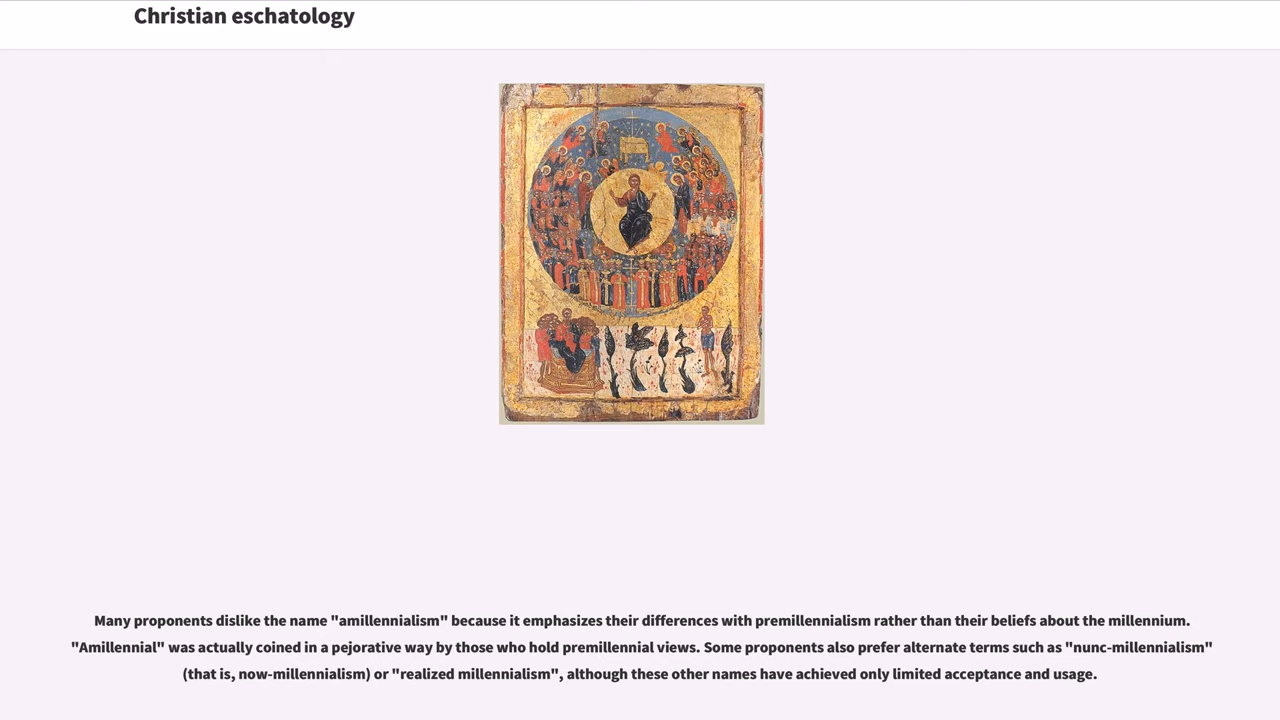 Christian eschatology
Many proponents dislike the name "amillennialism" because it emphasizes their differences with premillennialism rather than their beliefs about the millennium.
"Amillennial" was actually coined in a pejorative way by those who hold premillennial views. Some proponents also prefer alternate terms such as "nunc-millennialism"
(that is, now-millennialism) or "realized millennialism", although these other names have achieved only limited acceptance and usage.